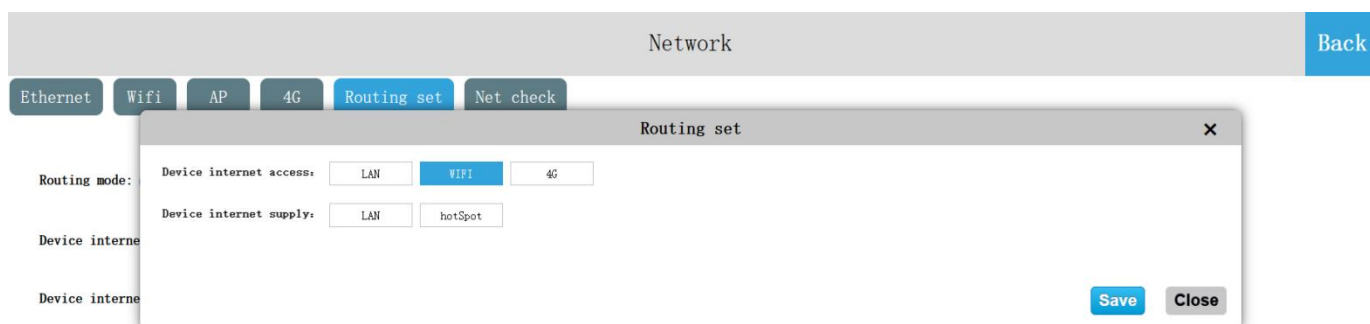 Network
Back
Ethernet Wifi AP 4G Routing set Net check
Routing set ×
Device internet access: LAN WIFI 4G
Routing mode:
Device internet supply: LAN hotSpot
Device interne
Device interne
Save Close